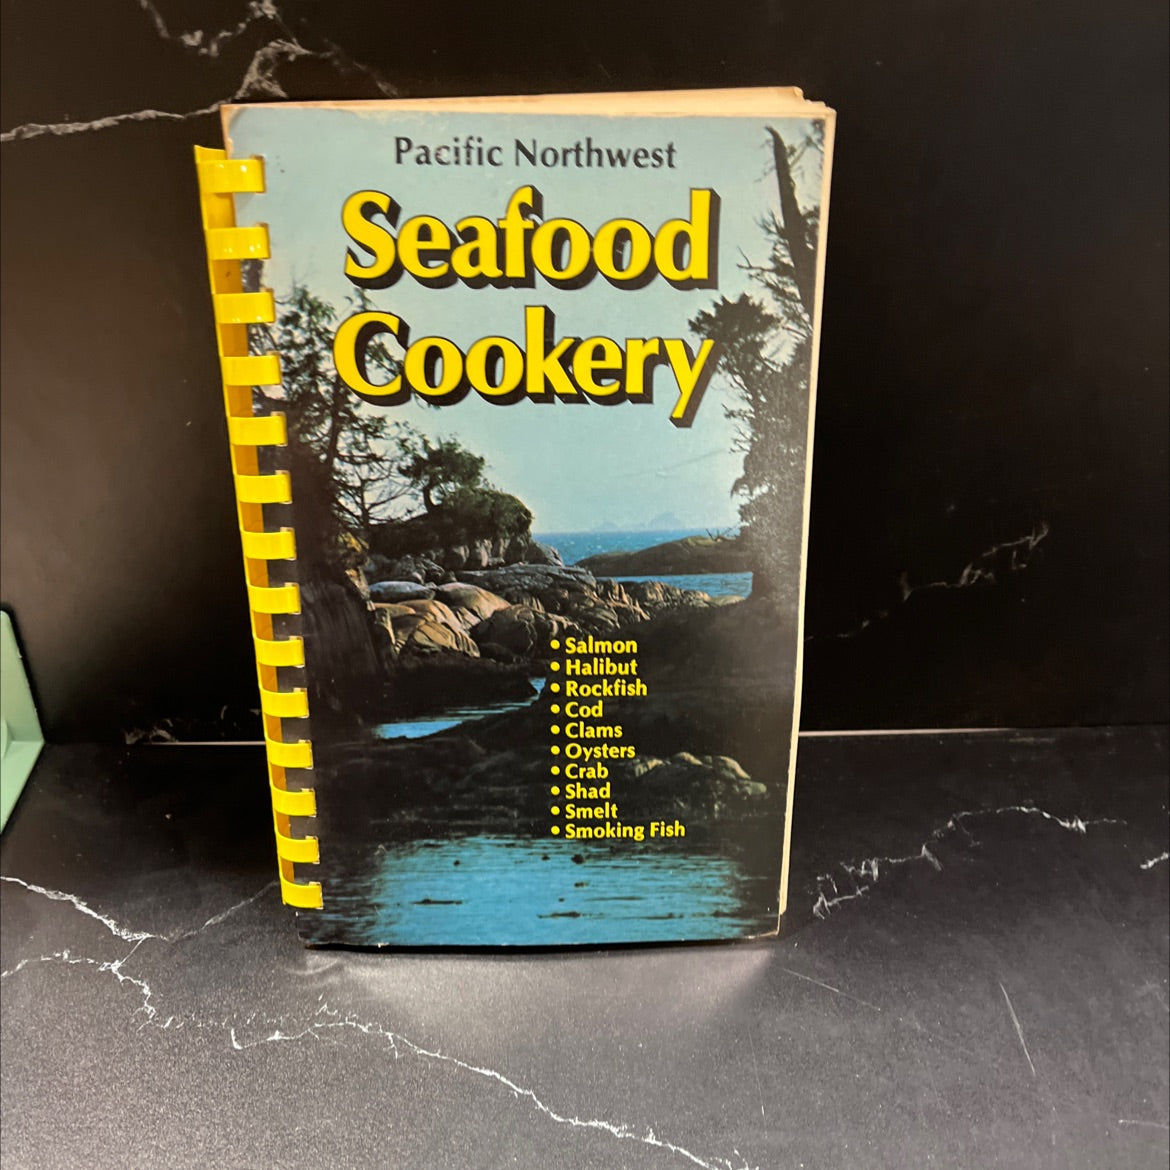 Pacific Northwest
Seafood
Cookery
• Salmon
• Halibut
• Rockfish
• Cod
• Clams
• Oysters
• Crab
• Shad
• Smelt
• Smoking Fish